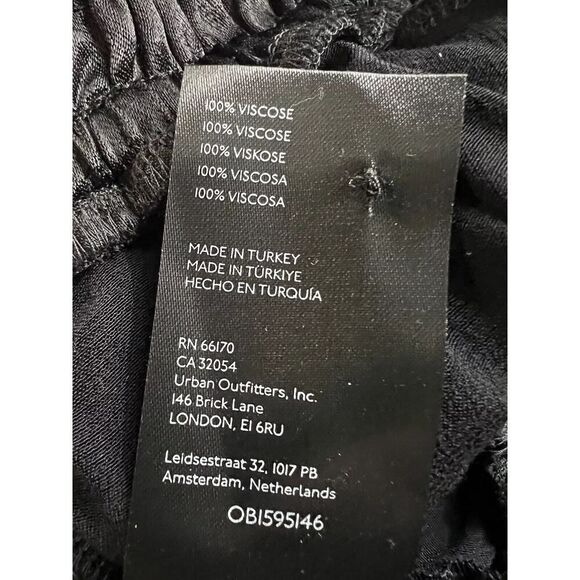 100% VISCOSE
100% VISCOSE
100% VISKOSE
100% VISCOSA
100% VISCOSA
MADE IN TURKEY
MADE IN TÜRKIYE
HECHO EN TURQUÍA
RN 66170
CA 32054
Urban Outfitters, Inc.
146 Brick Lane
LONDON, E1 6RU
Leidsestraat 32, 1017 PB
Amsterdam, Netherlands
OB1595146